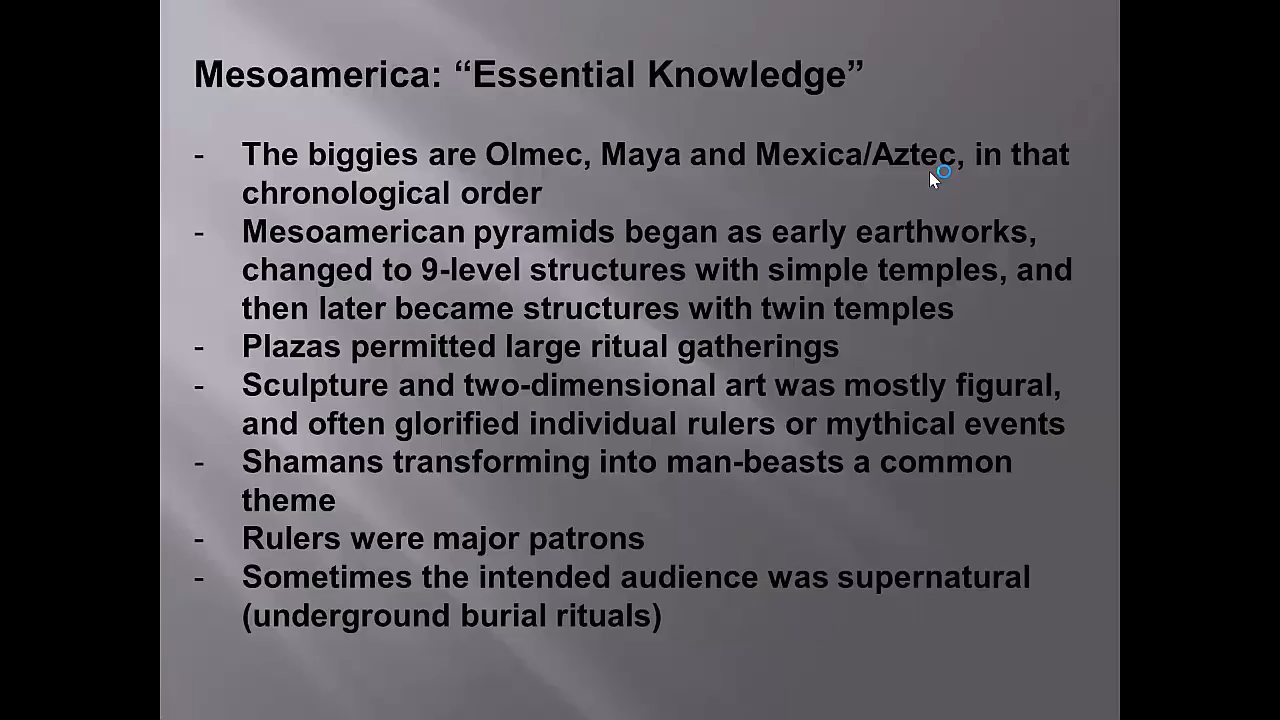 Mesoamerica: “Essential Knowledge”
- The biggies are Olmec, Maya and Mexica/Aztec, in that
chronological order
- Mesoamerican pyramids began as early earthworks,
changed to 9-level structures with simple temples, and
then later became structures with twin temples
- Plazas permitted large ritual gatherings
- Sculpture and two-dimensional art was mostly figural,
and often glorified individual rulers or mythical events
- Shamans transforming into man-beasts a common
theme
- Rulers were major patrons
- Sometimes the intended audience was supernatural
(underground burial rituals)